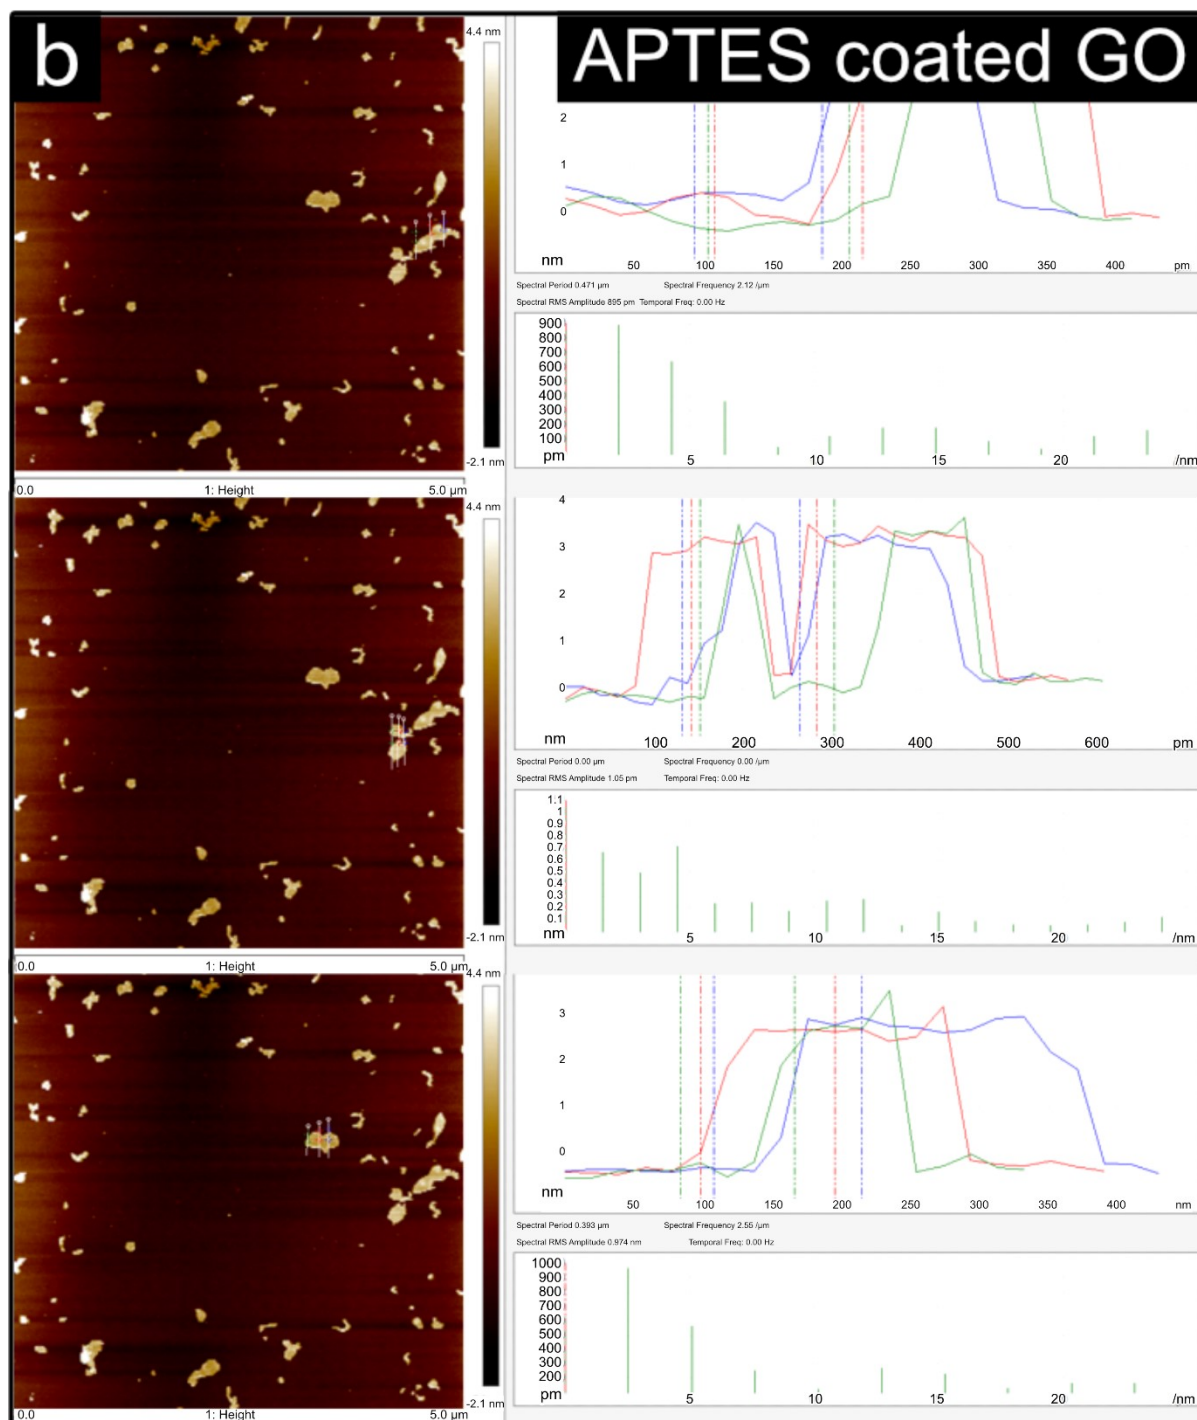 b
APTES coated GO
4.4 nm
-2.1 nm
0.0 1: Height 5.0 µm
2
1
0
nm 50 100 150 200 250 300 350 400 pm
Spectral Period 0.471 µm Spectral Frequency 2.12 /µm
Spectral RMS Amplitude 895 pm Temporal Freq: 0.00 Hz
900
800
700
600
500
400
300
200
100
pm 5 10 15 20 /nm
4.4 nm
-2.1 nm
0.0 1: Height 5.0 µm
4
3
2
1
0
nm 100 200 300 400 500 600 pm
Spectral Period 0.00 µm Spectral Frequency 0.00 /µm
Spectral RMS Amplitude 1.05 pm Temporal Freq: 0.00 Hz
1.1
1
0.9
0.8
0.7
0.6
0.5
0.4
0.3
0.2
0.1
nm 5 10 15 20 /nm
4.4 nm
-2.1 nm
0.0 1: Height 5.0 µm
3
2
1
0
nm 50 100 150 200 250 300 350 400 nm
Spectral Period 0.393 µm Spectral Frequency 2.55 /µm
Spectral RMS Amplitude 0.974 nm Temporal Freq: 0.00 Hz
1000
900
800
700
600
500
400
300
200
pm 5 10 15 20 /nm